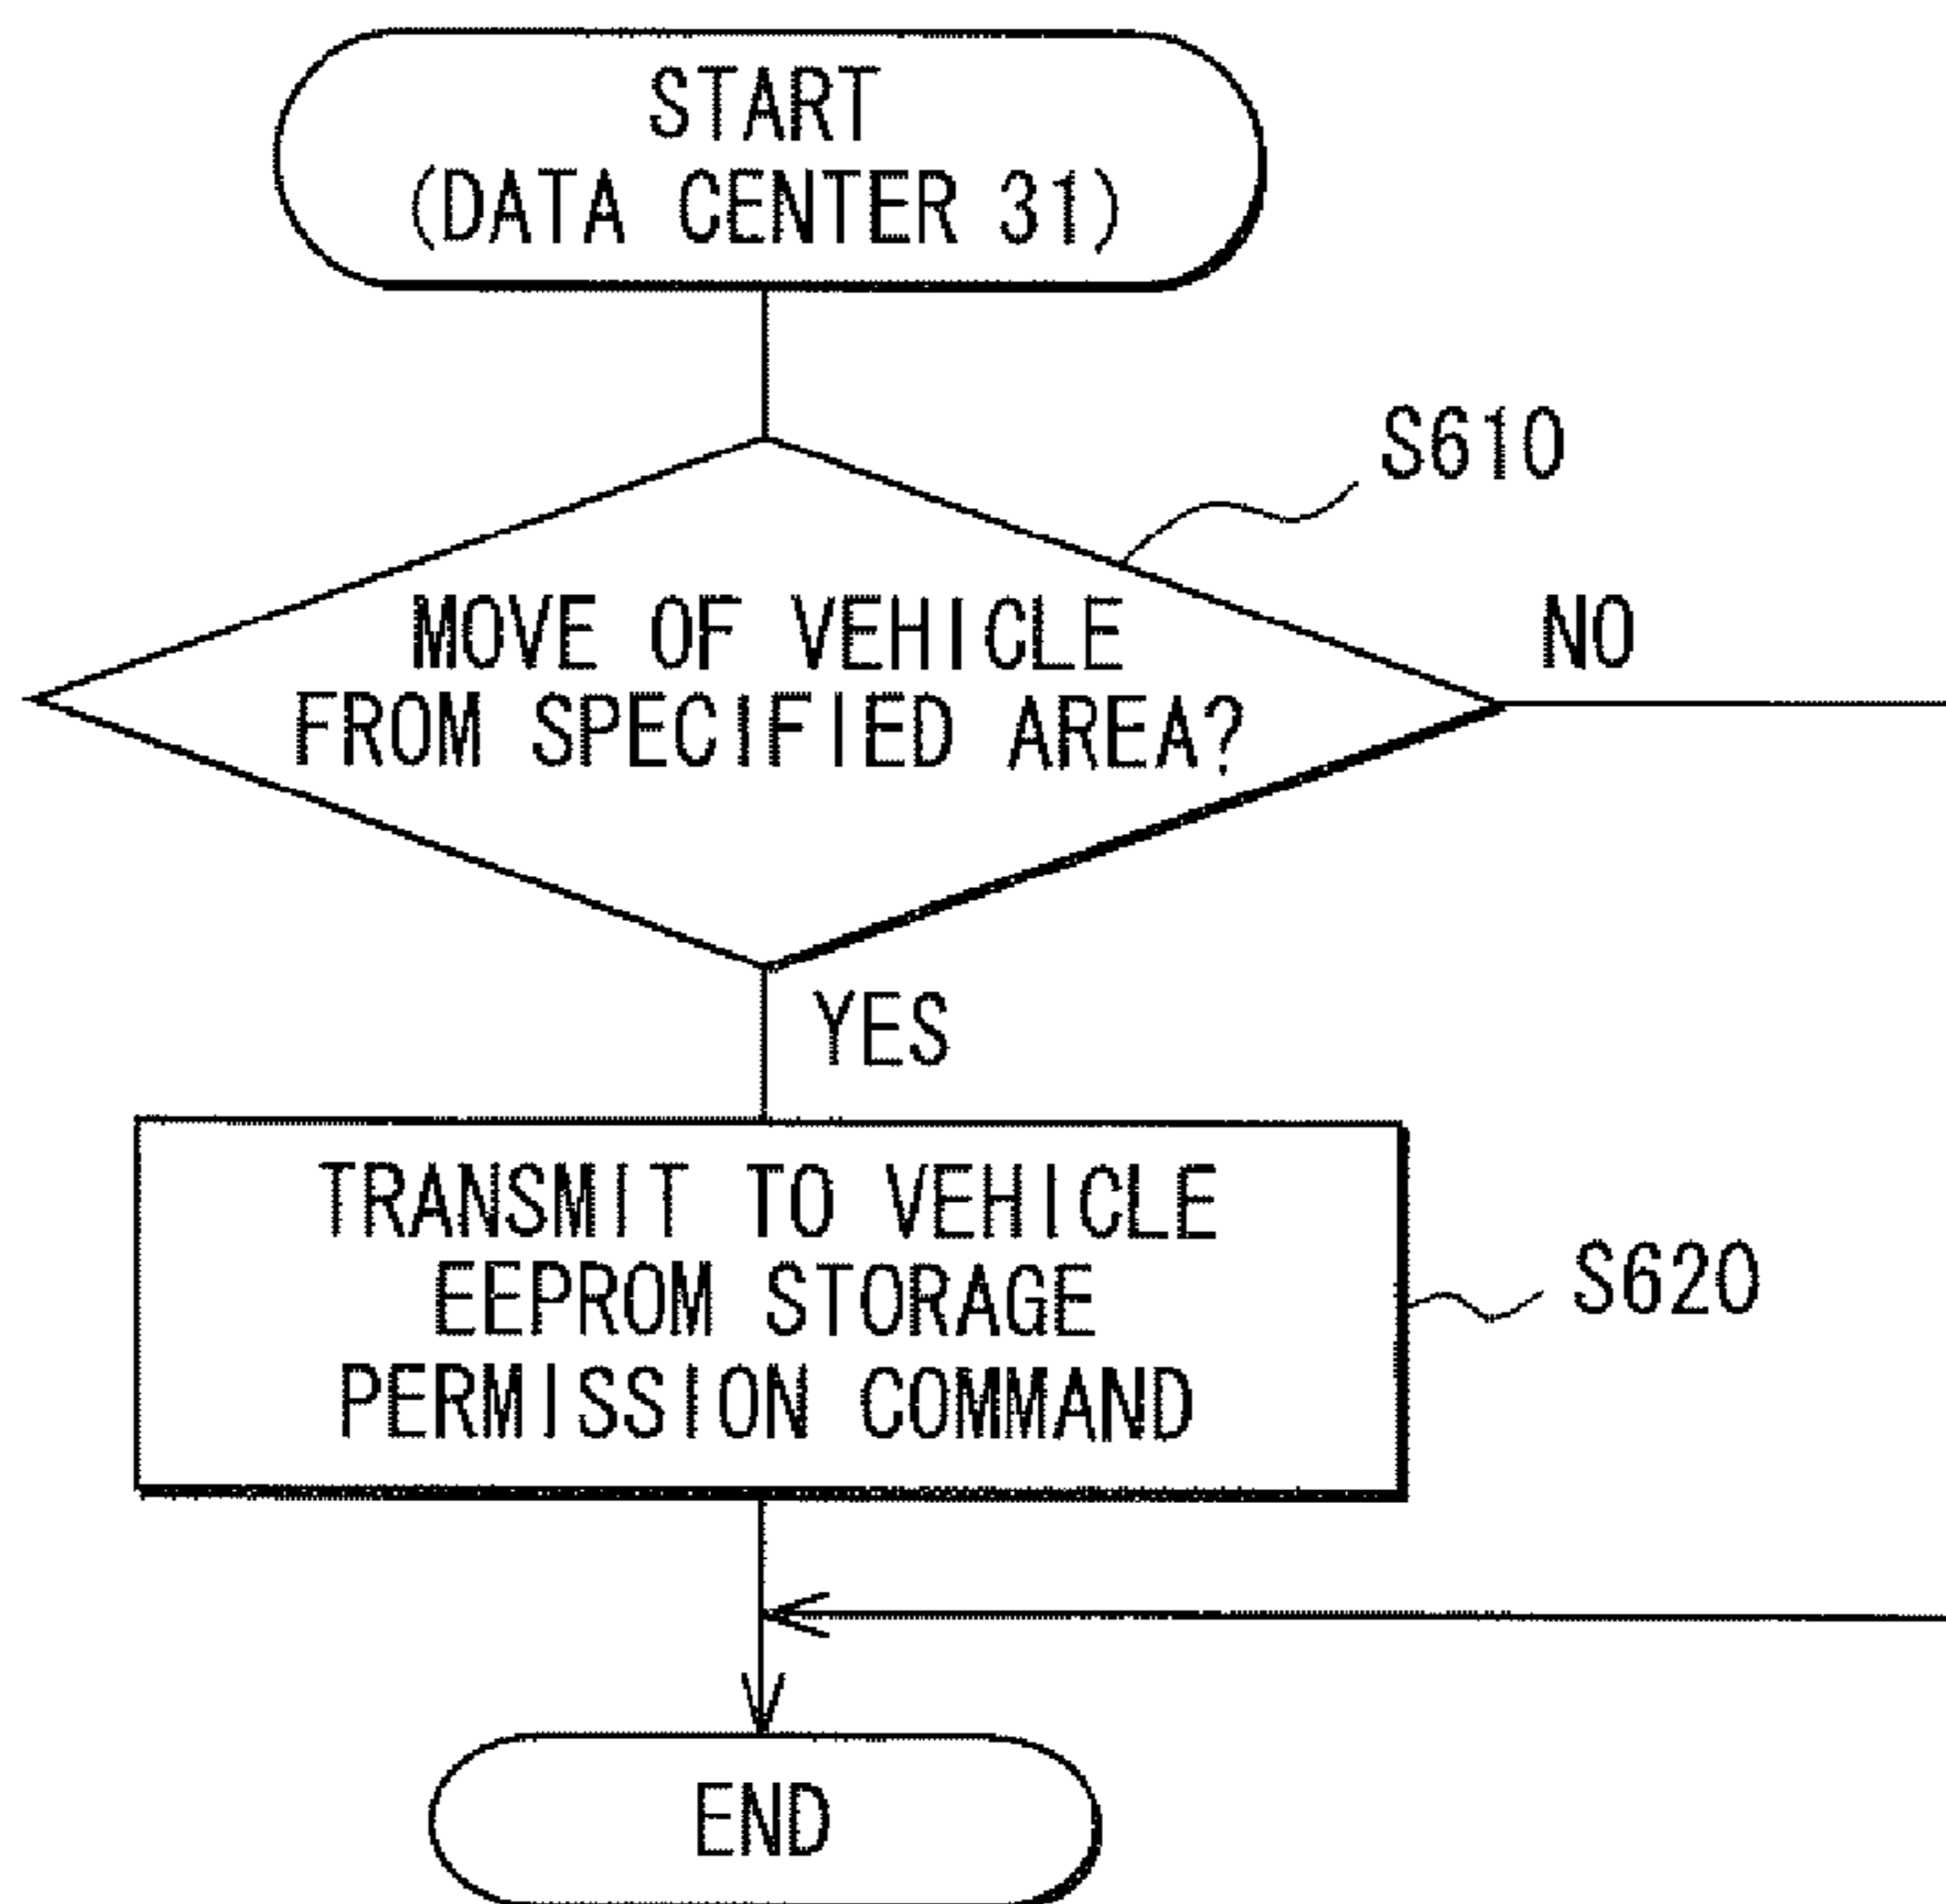 START
(DATA CENTER 31)
S610
MOVE OF VEHICLE
FROM SPECIFIED AREA?
NO
YES
TRANSMIT TO VEHICLE
EEPROM STORAGE
PERMISSION COMMAND
S620
END